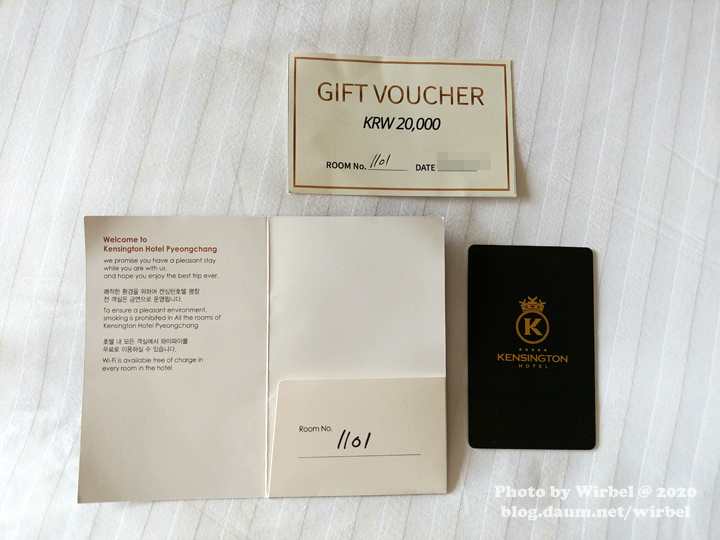 GIFT VOUCHER
KRW 20,000
ROOM No. 1101 DATE
Welcome to
Kensington Hotel Pyeongchang
we promise you have a pleasant stay
while you are with us
and hope you enjoy the best trip ever.
쾌적한 환경을 위하여 켄싱턴호텔 평창
전 객실은 금연으로 운영됩니다.
To ensure a pleasant environment,
smoking is prohibited in All the rooms of
Kensington Hotel Pyeongchang
호텔 내 모든 객실에서 와이파이를
무료로 이용하실 수 있습니다.
Wi-Fi is available free of charge in
every room in the hotel
Room No. 1101
K
KENSINGTON
HOTEL
Photo by Wirbel @ 2020
blog.daum.net/wirbel